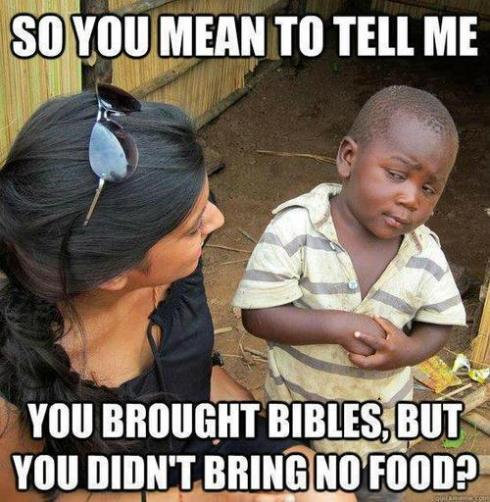 SO YOU MEAN TO TELL ME
YOU BROUGHT BIBLES, BUT
YOU DIDN'T BRING NO FOOD?